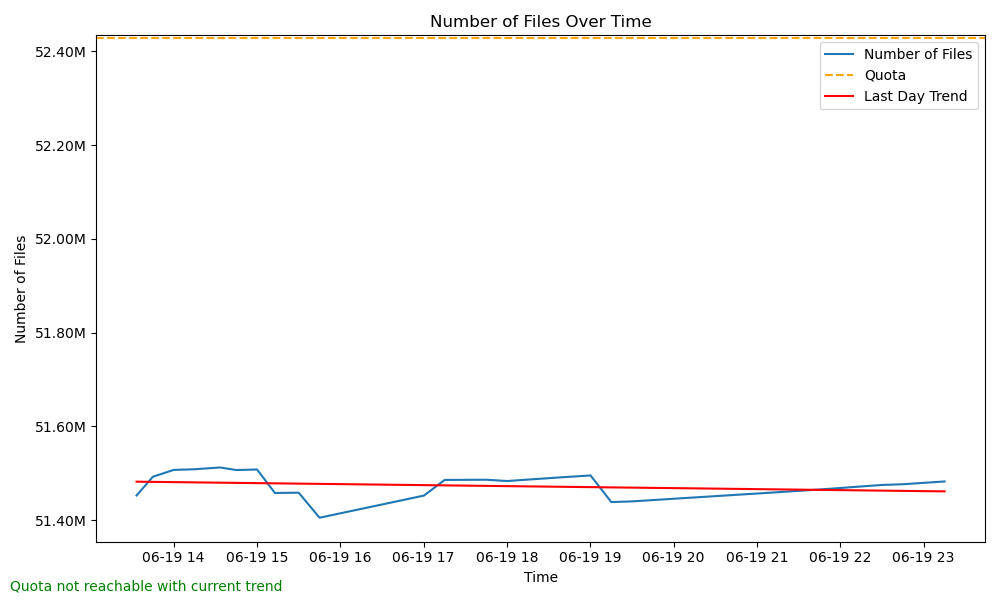 Number of Files Over Time
Number of Files
Quota
Last Day Trend
52.40M
52.20M
52.00M
51.80M
51.60M
51.40M
Number of Files
06-19 14 06-19 15 06-19 16 06-19 17 06-19 18 06-19 19 06-19 20 06-19 21 06-19 22 06-19 23
Time
Quota not reachable with current trend